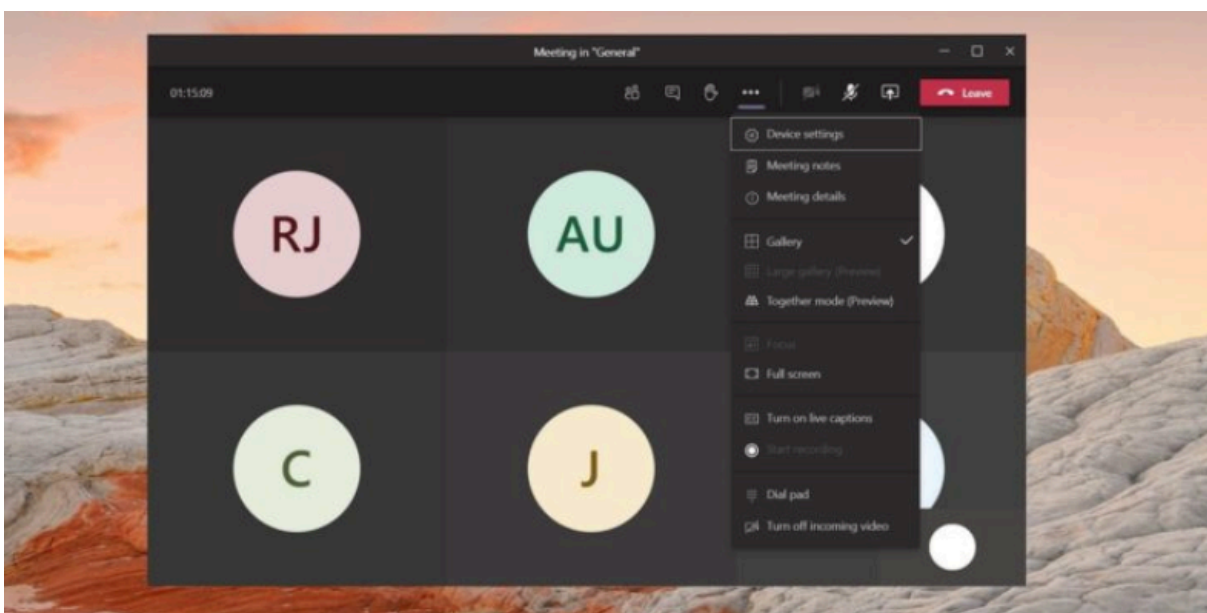 Meeting in "General"
01:15:09
Leave
Device settings
Meeting notes
Meeting details
RJ
AU
Gallery
Large gallery (Preview)
Together mode (Preview)
Focus
Full screen
C
J
Turn on live captions
Start recording
Dial pad
Turn off incoming video